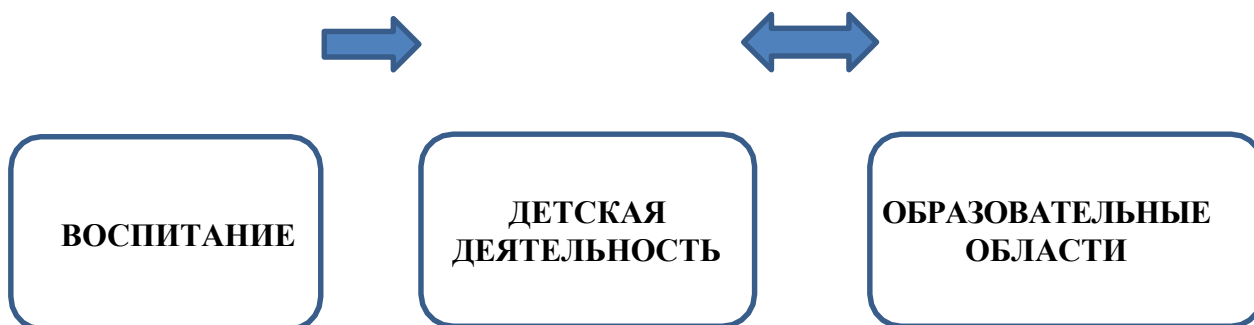 ВОСПИТАНИЕ
ДЕТСКАЯ
ДЕЯТЕЛЬНОСТЬ
ОБРАЗОВАТЕЛЬНЫЕ
ОБЛАСТИ